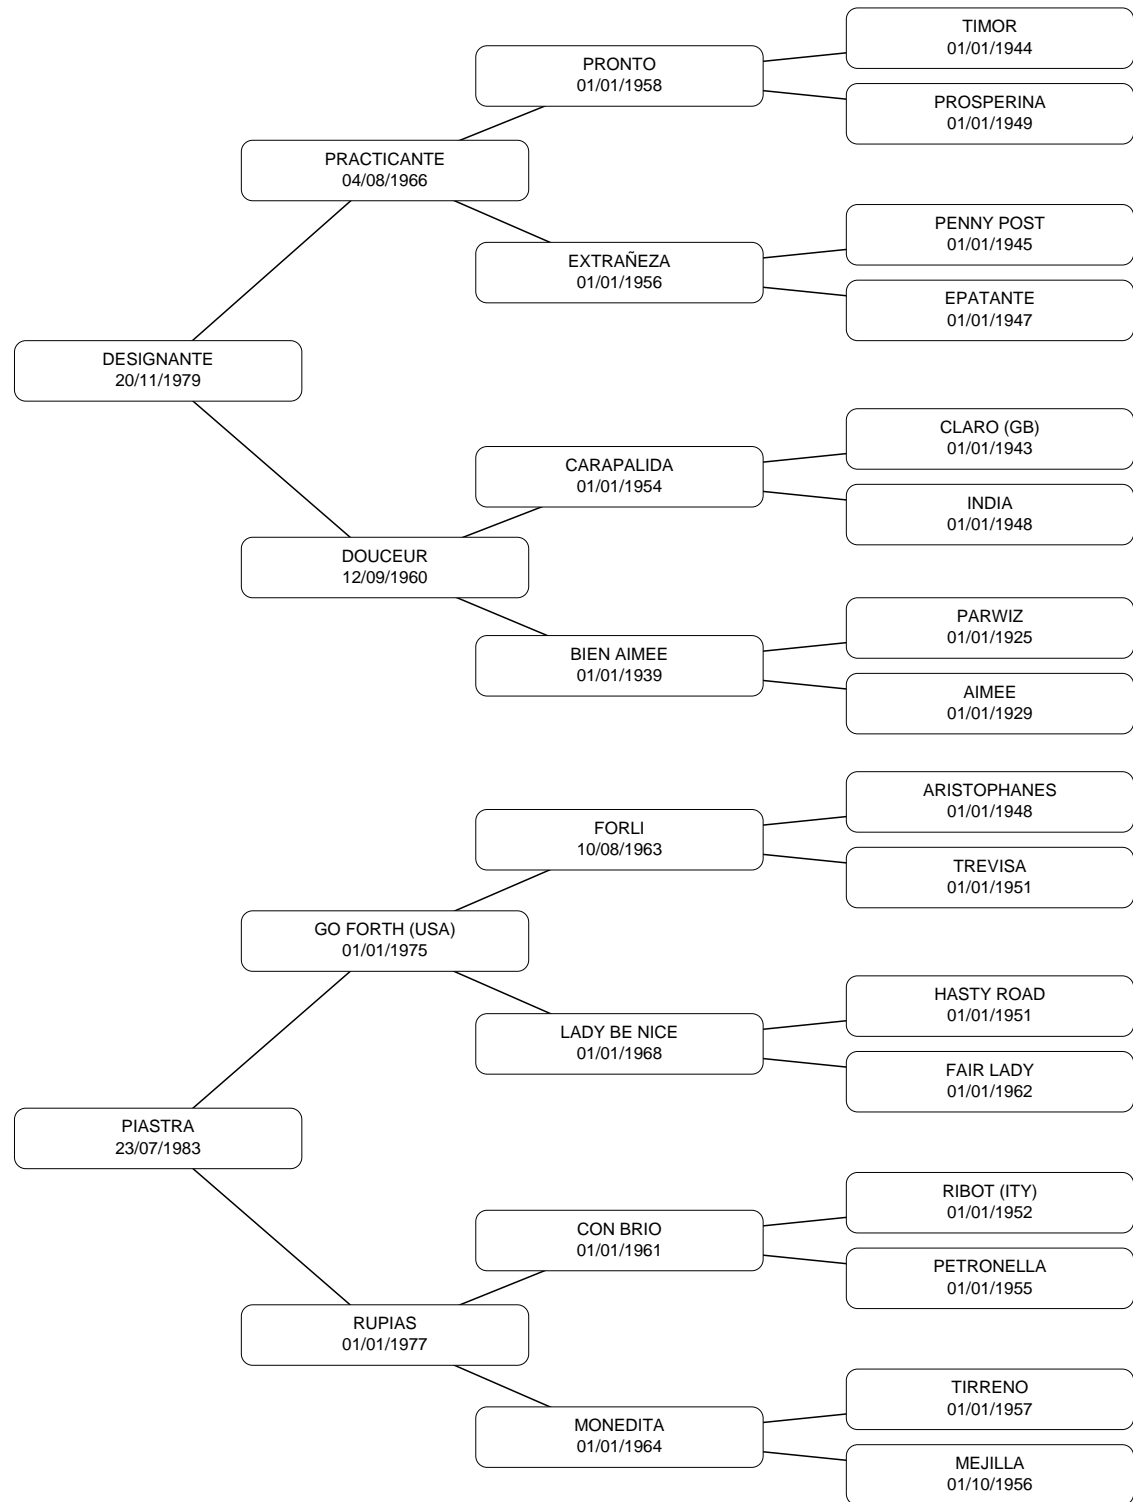 TIMOR
01/01/1944
PRONTO
01/01/1958
PROSPERINA
01/01/1949
PRACTICANTE
04/08/1966
PENNY POST
01/01/1945
EXTRAÑEZA
01/01/1956
EPATANTE
01/01/1947
DESIGNANTE
20/11/1979
CLARO (GB)
01/01/1943
CARAPALIDA
01/01/1954
INDIA
01/01/1948
DOUCEUR
12/09/1960
PARWIZ
01/01/1925
BIEN AIMEE
01/01/1939
AIMEE
01/01/1929
ARISTOPHANES
01/01/1948
FORLI
10/08/1963
TREVISA
01/01/1951
GO FORTH (USA)
01/01/1975
HASTY ROAD
01/01/1951
LADY BE NICE
01/01/1968
FAIR LADY
01/01/1962
PIASTRA
23/07/1983
RIBOT (ITY)
01/01/1952
CON BRIO
01/01/1961
PETRONELLA
01/01/1955
RUPIAS
01/01/1977
TIRRENO
01/01/1957
MONEDITA
01/01/1964
MEJILLA
01/10/1956